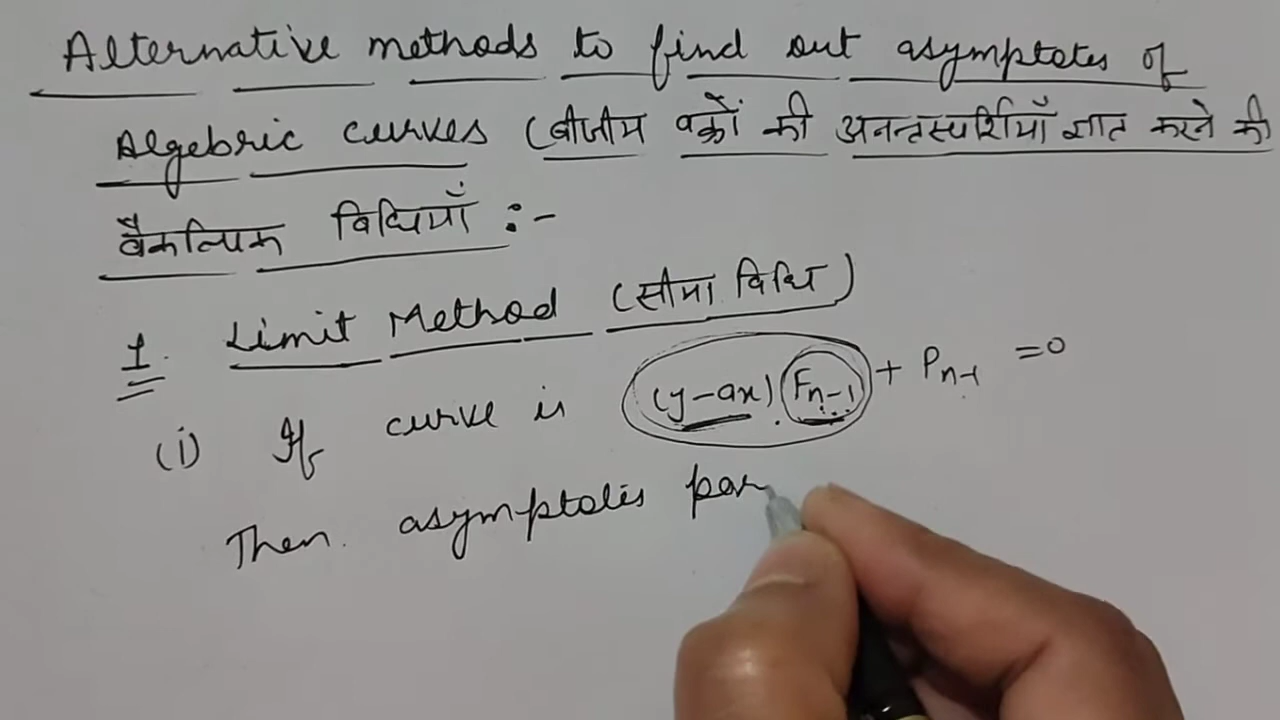 Alternative methods to find out asymptotes of
Algebric curves (बीजीय वक्रों की अनन्तस्पर्शियाँ ज्ञात करने की
वैकल्पिक विधियाँ :-
1. Limit Method (सीमा विधि)
(i) If curve is (y-ax) Fn-1 + Pn-1 =0
Then asymptotes par